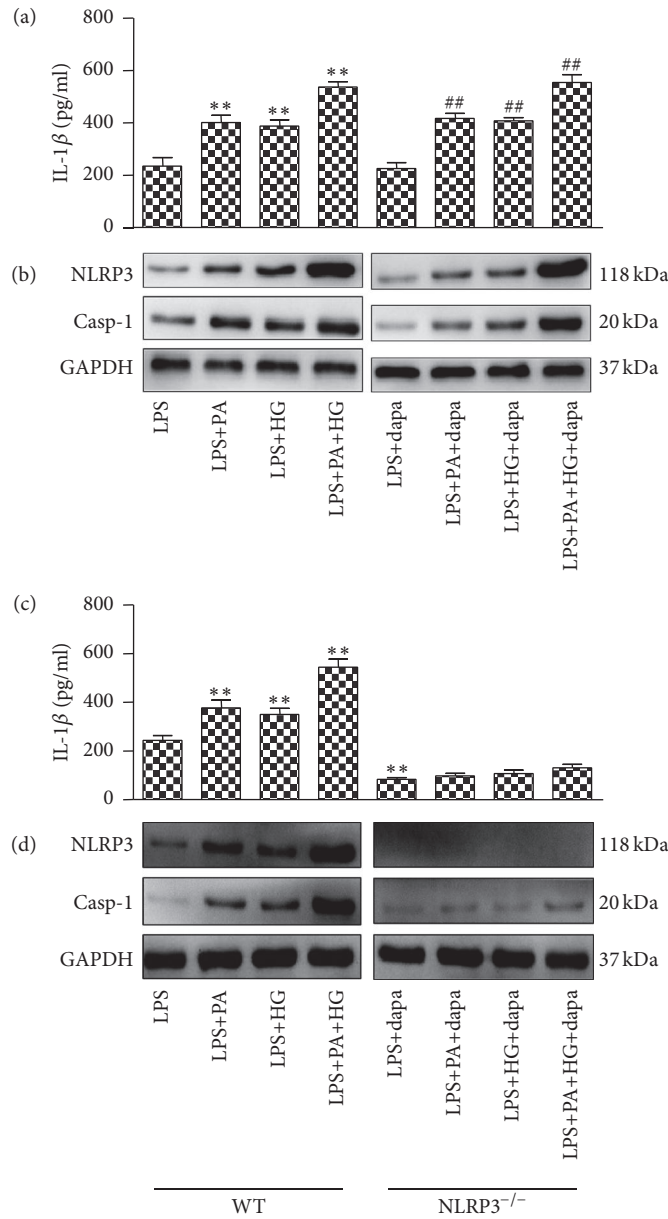 (a)
800
600
400
200
0
IL-1β (pg/ml)
** ** ** ## ## ##
(b)
NLRP3 118 kDa
Casp-1 20 kDa
GAPDH 37 kDa
LPS
LPS+PA
LPS+HG
LPS+PA+HG
LPS+dapa
LPS+PA+dapa
LPS+HG+dapa
LPS+PA+HG+dapa
(c)
800
600
400
200
0
IL-1β (pg/ml)
** ** ** **
(d)
NLRP3 118 kDa
Casp-1 20 kDa
GAPDH 37 kDa
LPS
LPS+PA
LPS+HG
LPS+PA+HG
LPS+dapa
LPS+PA+dapa
LPS+HG+dapa
LPS+PA+HG+dapa
WT NLRP3−/−